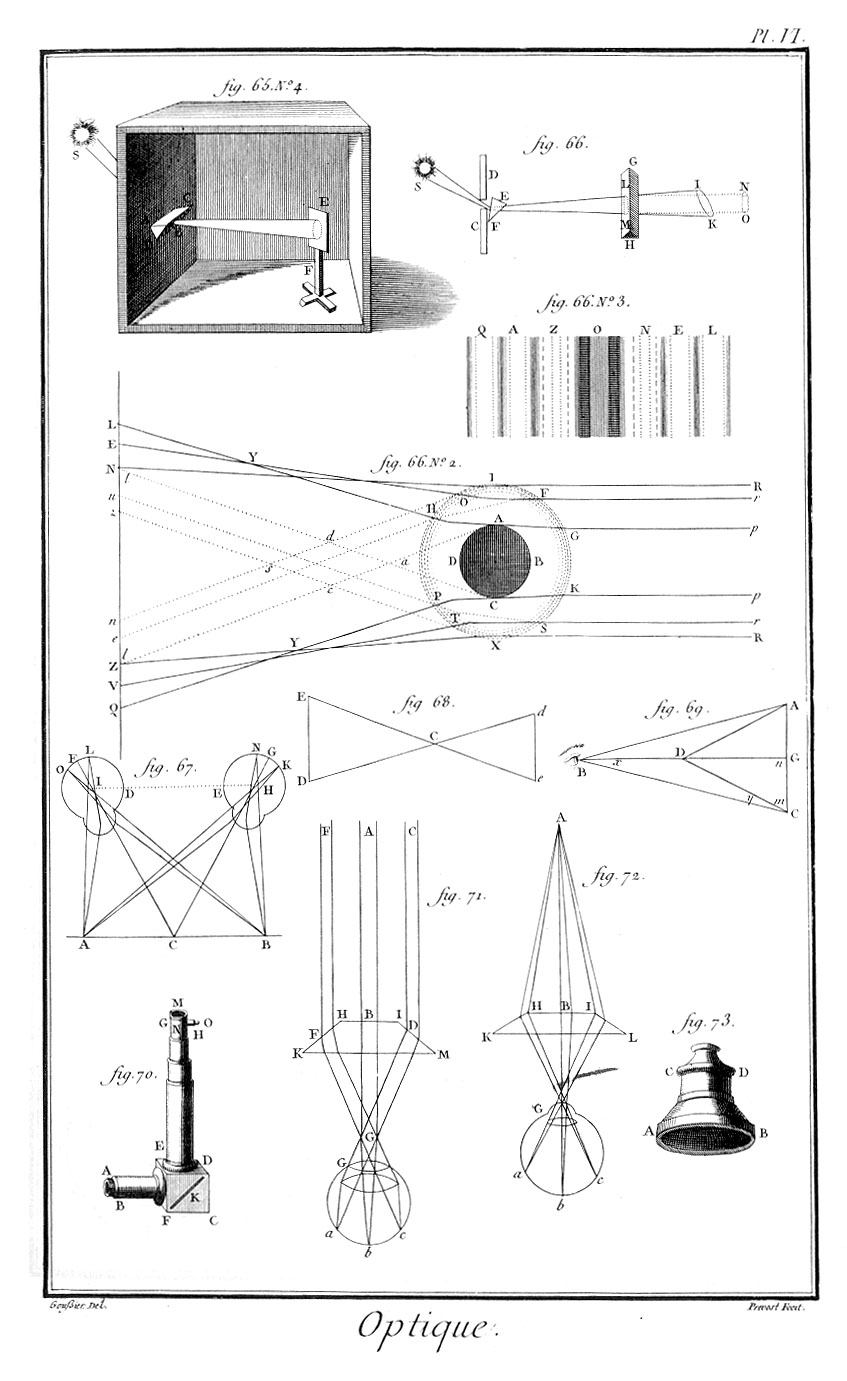 Pl. VI.
fig. 65. N.º 4.
S
C
A
B
E
F
fig. 66.
S
D
E
C
F
G
L
M
H
I
K
N
O
fig. 66. N.º 3.
Q A Z O N E L
fig. 66. N.º 2.
L
E
N
l
u
z
n
e
l
Z
V
Q
Y
Y
d
s
c
a
I
O
F
H
A
G
D
B
K
P
C
T
S
X
R
r
p
p
r
R
fig. 67.
O E L
I
D
N G K
E
H
A C B
fig. 68.
E
D
C
d
e
fig. 69.
A
B
x
D
n
G
y
m
C
fig. 70.
M
G
N
O
H
E
D
A
B
K
F
C
fig. 71.
F A C
H B I
F
D
K
M
G
G
a
b
c
fig. 72.
A
H B I
K
L
G
a
b
c
fig. 73.
C
D
A
B
Goussier Del.
Prevost Fecit.
Optique.